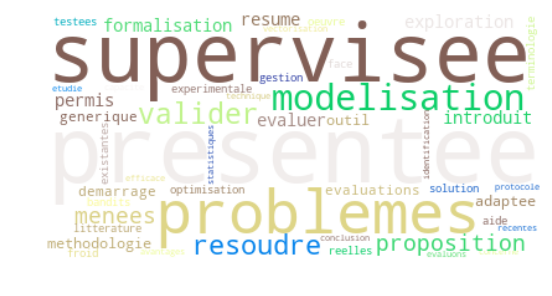 testees formalisation resume oeuvre exploration
vectorisation
terminologie
supervisee
face
gestion
etudie experimentale
technique
modelisation
permis
generique valider evaluer outil introduit
presentee
existantes
statistiques
identification
efficace
demarrage optimisation evaluations solution protocole
bandits
problemes
adaptee
menees
litterature
aide
recentes
methodologie resoudre conclusion proposition
froid
reelles
evaluons